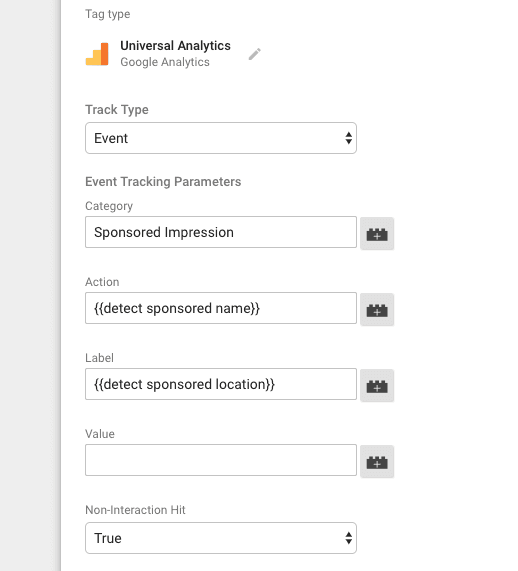 Tag type
Universal Analytics
Google Analytics
Track Type
Event
Event Tracking Parameters
Category
Sponsored Impression
Action
{{detect sponsored name}}
Label
{{detect sponsored location}}
Value
Non-Interaction Hit
True